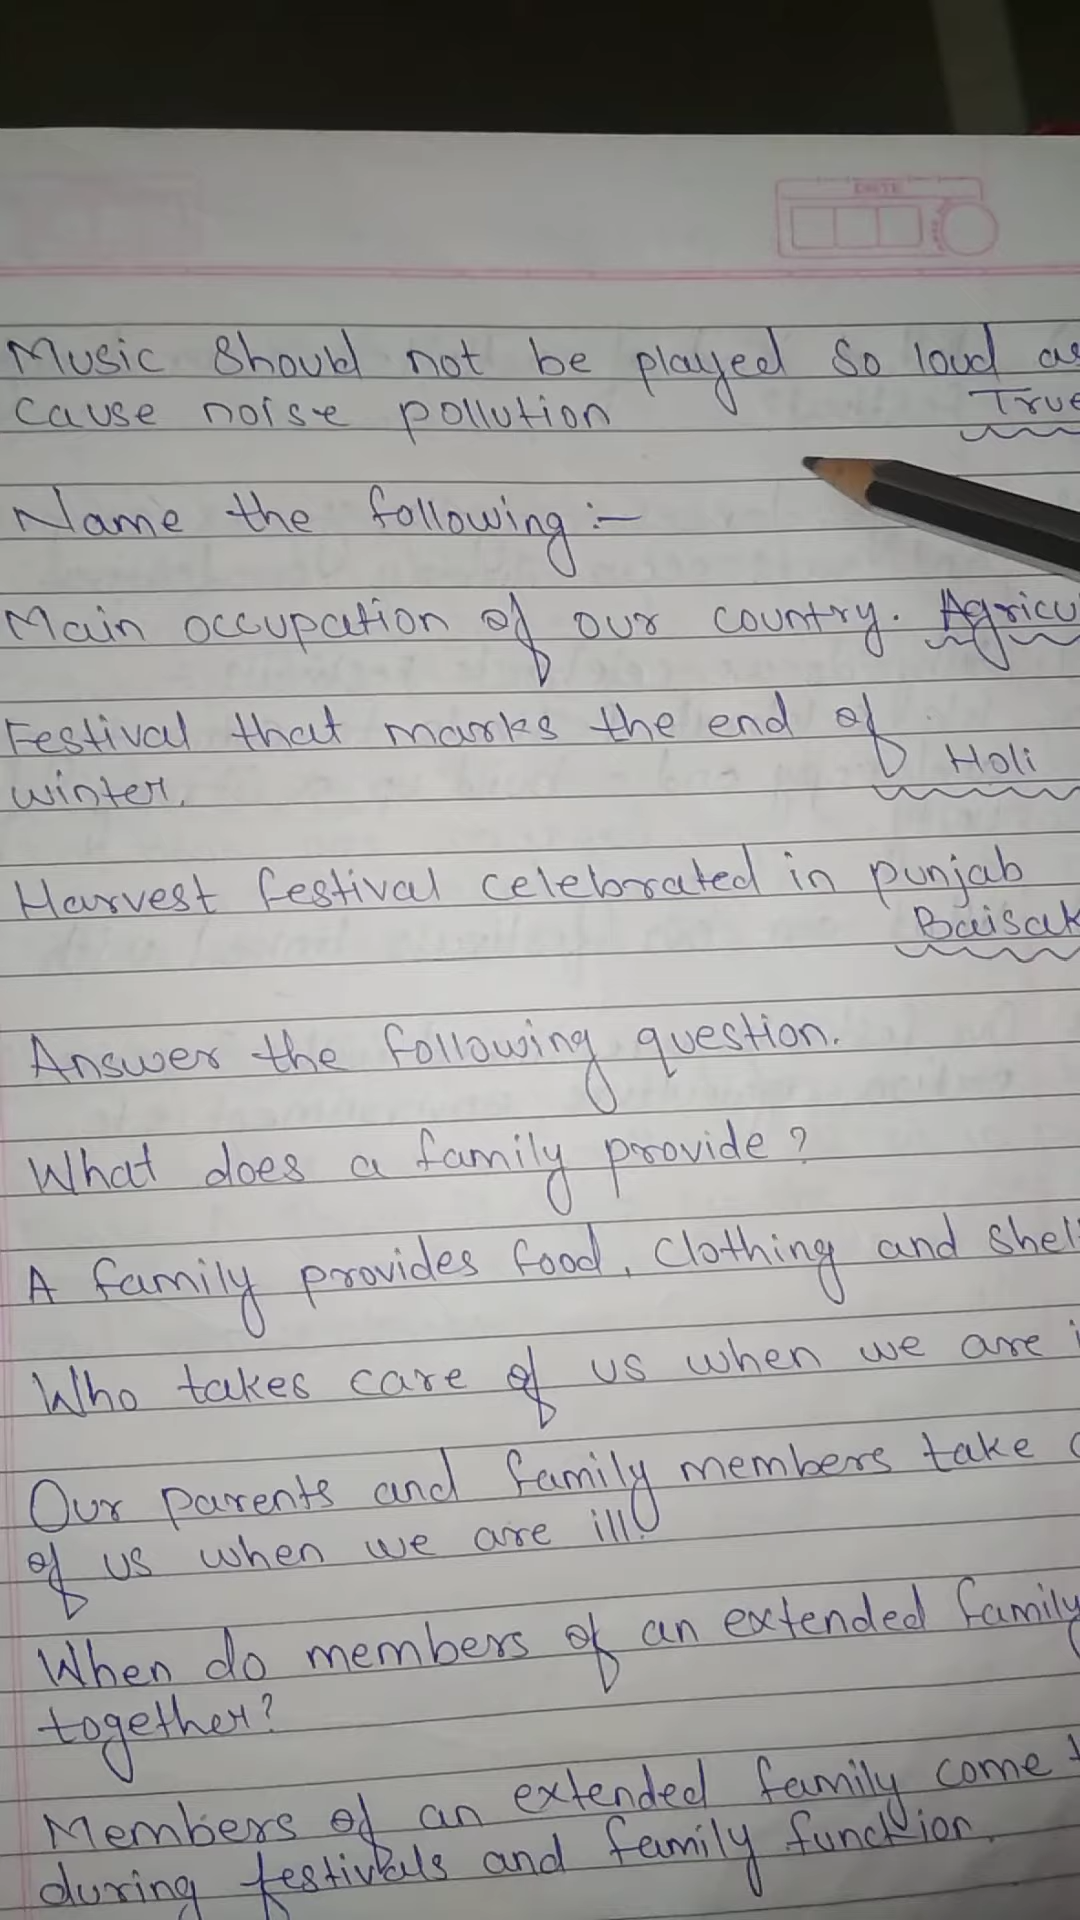 DATE
Music should not be played so loud as
cause noise pollution True
Name the following :-
Main occupation of our country. Agricu
Festival that marks the end of
winter. Holi
Harvest festival celebrated in punjab
Baisak
Answer the following question.
What does a family provide?
A family provides food, clothing and shel
Who takes care of us when we are i
Our parents and family members take c
of us when we are ill.
When do members of an extended family
together?
Members of an extended family come t
during festivals and family function.